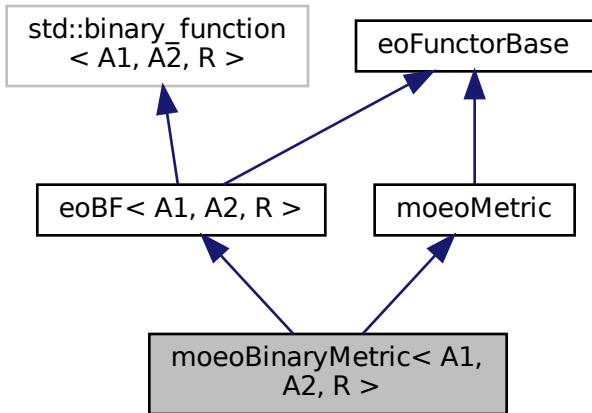 std::binary_function
< A1, A2, R >
eoFunctorBase
eoBF< A1, A2, R >
moeoMetric
moeoBinaryMetric< A1,
A2, R >